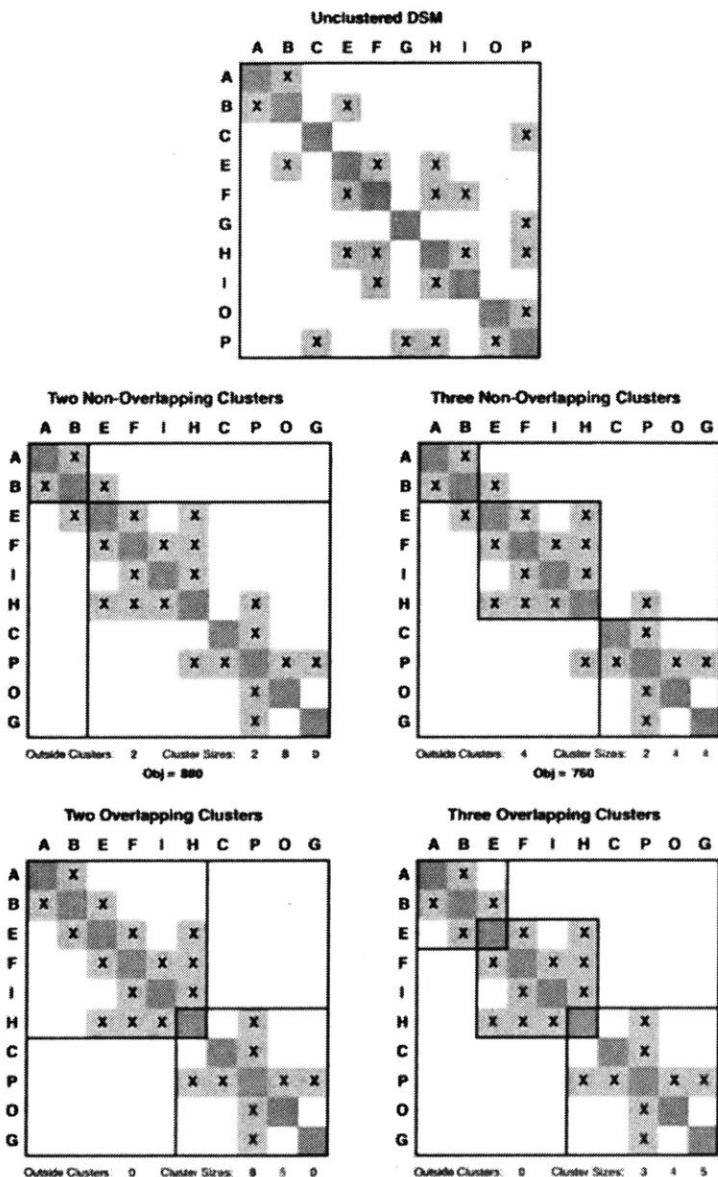 Unclustered DSM
A B C E F G H I O P
A X
B X X
C X
E X X X
F X X X
G X
H X X X X
I X X
O X
P X X X X
Two Non-Overlapping Clusters
A B E F I H C P O G
A X
B X X
E X X X
F X X X
I X X
H X X X X
C X
P X X X X
O X
G X
Outside Clusters: 2 Cluster Sizes: 2 8 0
Obj = 880
Three Non-Overlapping Clusters
A B E F I H C P O G
A X
B X X
E X X X
F X X X
I X X
H X X X X
C X
P X X X X
O X
G X
Outside Clusters: 4 Cluster Sizes: 2 4 4
Obj = 760
Two Overlapping Clusters
A B E F I H C P O G
A X
B X X
E X X X
F X X X
I X X
H X X X X
C X
P X X X X
O X
G X
Outside Clusters: 0 Cluster Sizes: 6 5 0
Three Overlapping Clusters
A B E F I H C P O G
A X
B X X
E X X X
F X X X
I X X
H X X X X
C X
P X X X X
O X
G X
Outside Clusters: 0 Cluster Sizes: 3 4 5